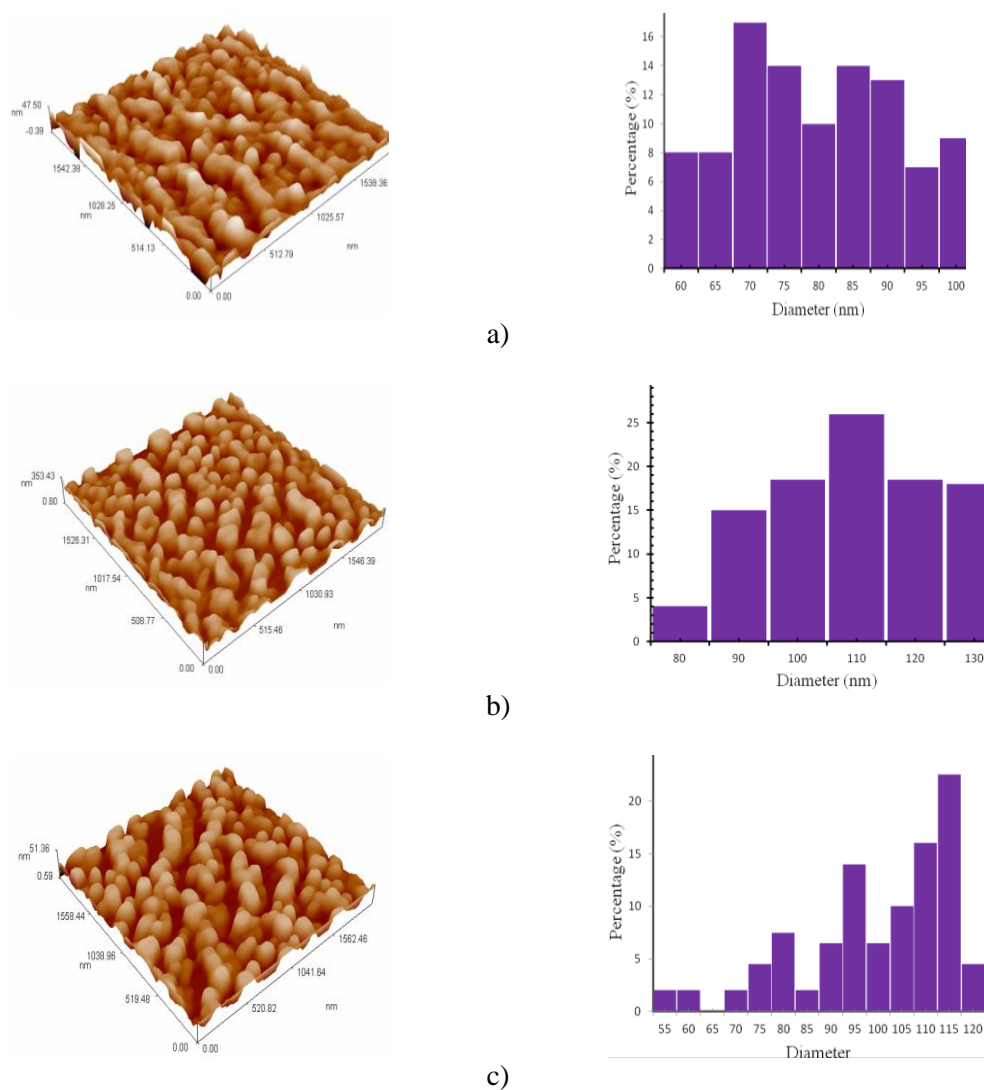 47.50
nm
-0.39
1542.38
1028.25
nm
514.13
0.00
0.00
512.79
1025.57
nm
1538.36
Percentage (%)
16
14
12
10
8
6
4
2
0
60 65 70 75 80 85 90 95 100
Diameter (nm)
a)
353.43
nm
0.80
1526.31
1017.54
nm
508.77
0.00
0.00
515.46
1030.93
nm
1546.39
Percentage (%)
25
20
15
10
5
0
80 90 100 110 120 130
Diameter (nm)
b)
51.36
nm
0.59
1558.44
1038.96
nm
519.48
0.00
0.00
520.82
1041.64
nm
1562.46
Percentage (%)
20
15
10
5
0
55 60 65 70 75 80 85 90 95 100 105 110 115 120
Diameter
c)